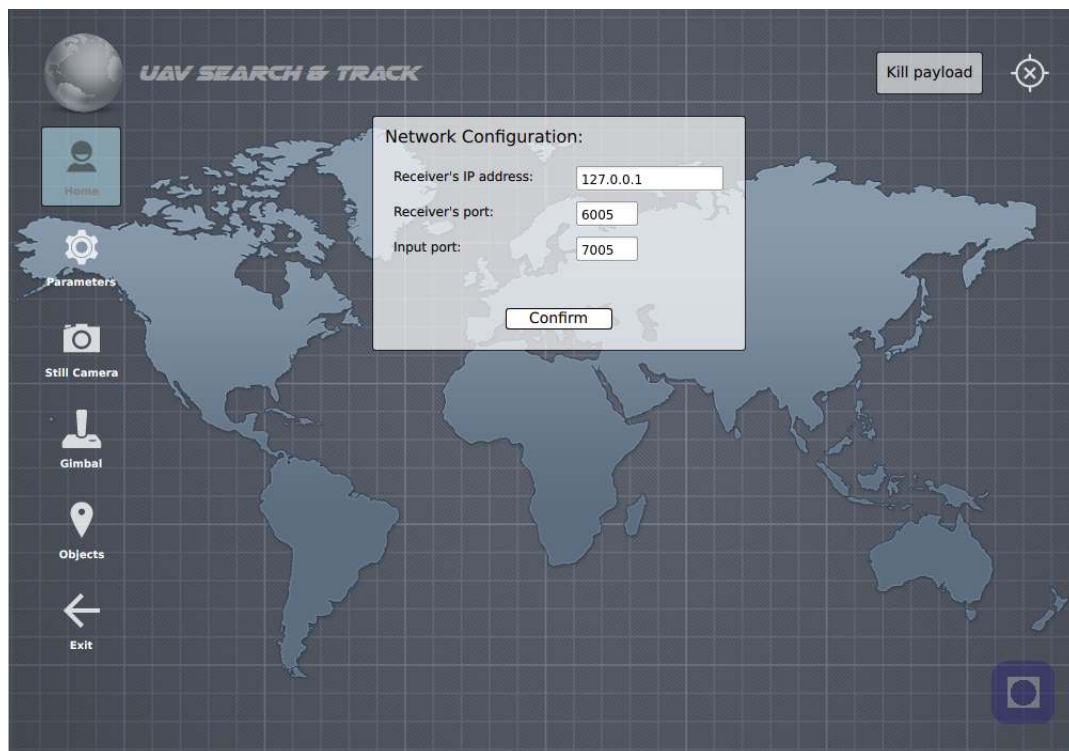 UAV SEARCH & TRACK
Kill payload
Network Configuration:
Receiver's IP address: 127.0.0.1
Receiver's port: 6005
Input port: 7005
Confirm
Home
Parameters
Still Camera
Gimbal
Objects
Exit